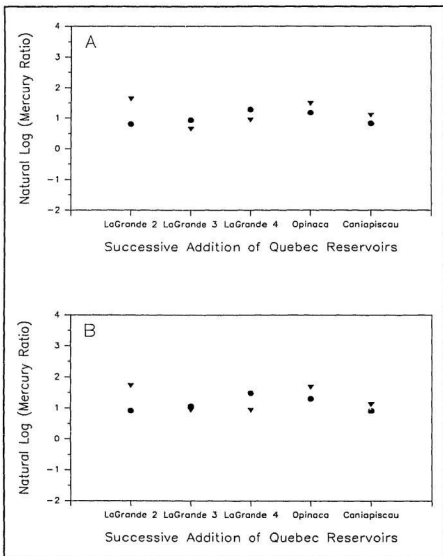 A
Natural Log (Mercury Ratio)
4
3
2
1
0
-1
-2
LaGrande 2 LaGrande 3 LaGrande 4 Opinaca Caniapiscau
Successive Addition of Quebec Reservoirs
B
Natural Log (Mercury Ratio)
4
3
2
1
0
-1
-2
LaGrande 2 LaGrande 3 LaGrande 4 Opinaca Caniapiscau
Successive Addition of Quebec Reservoirs